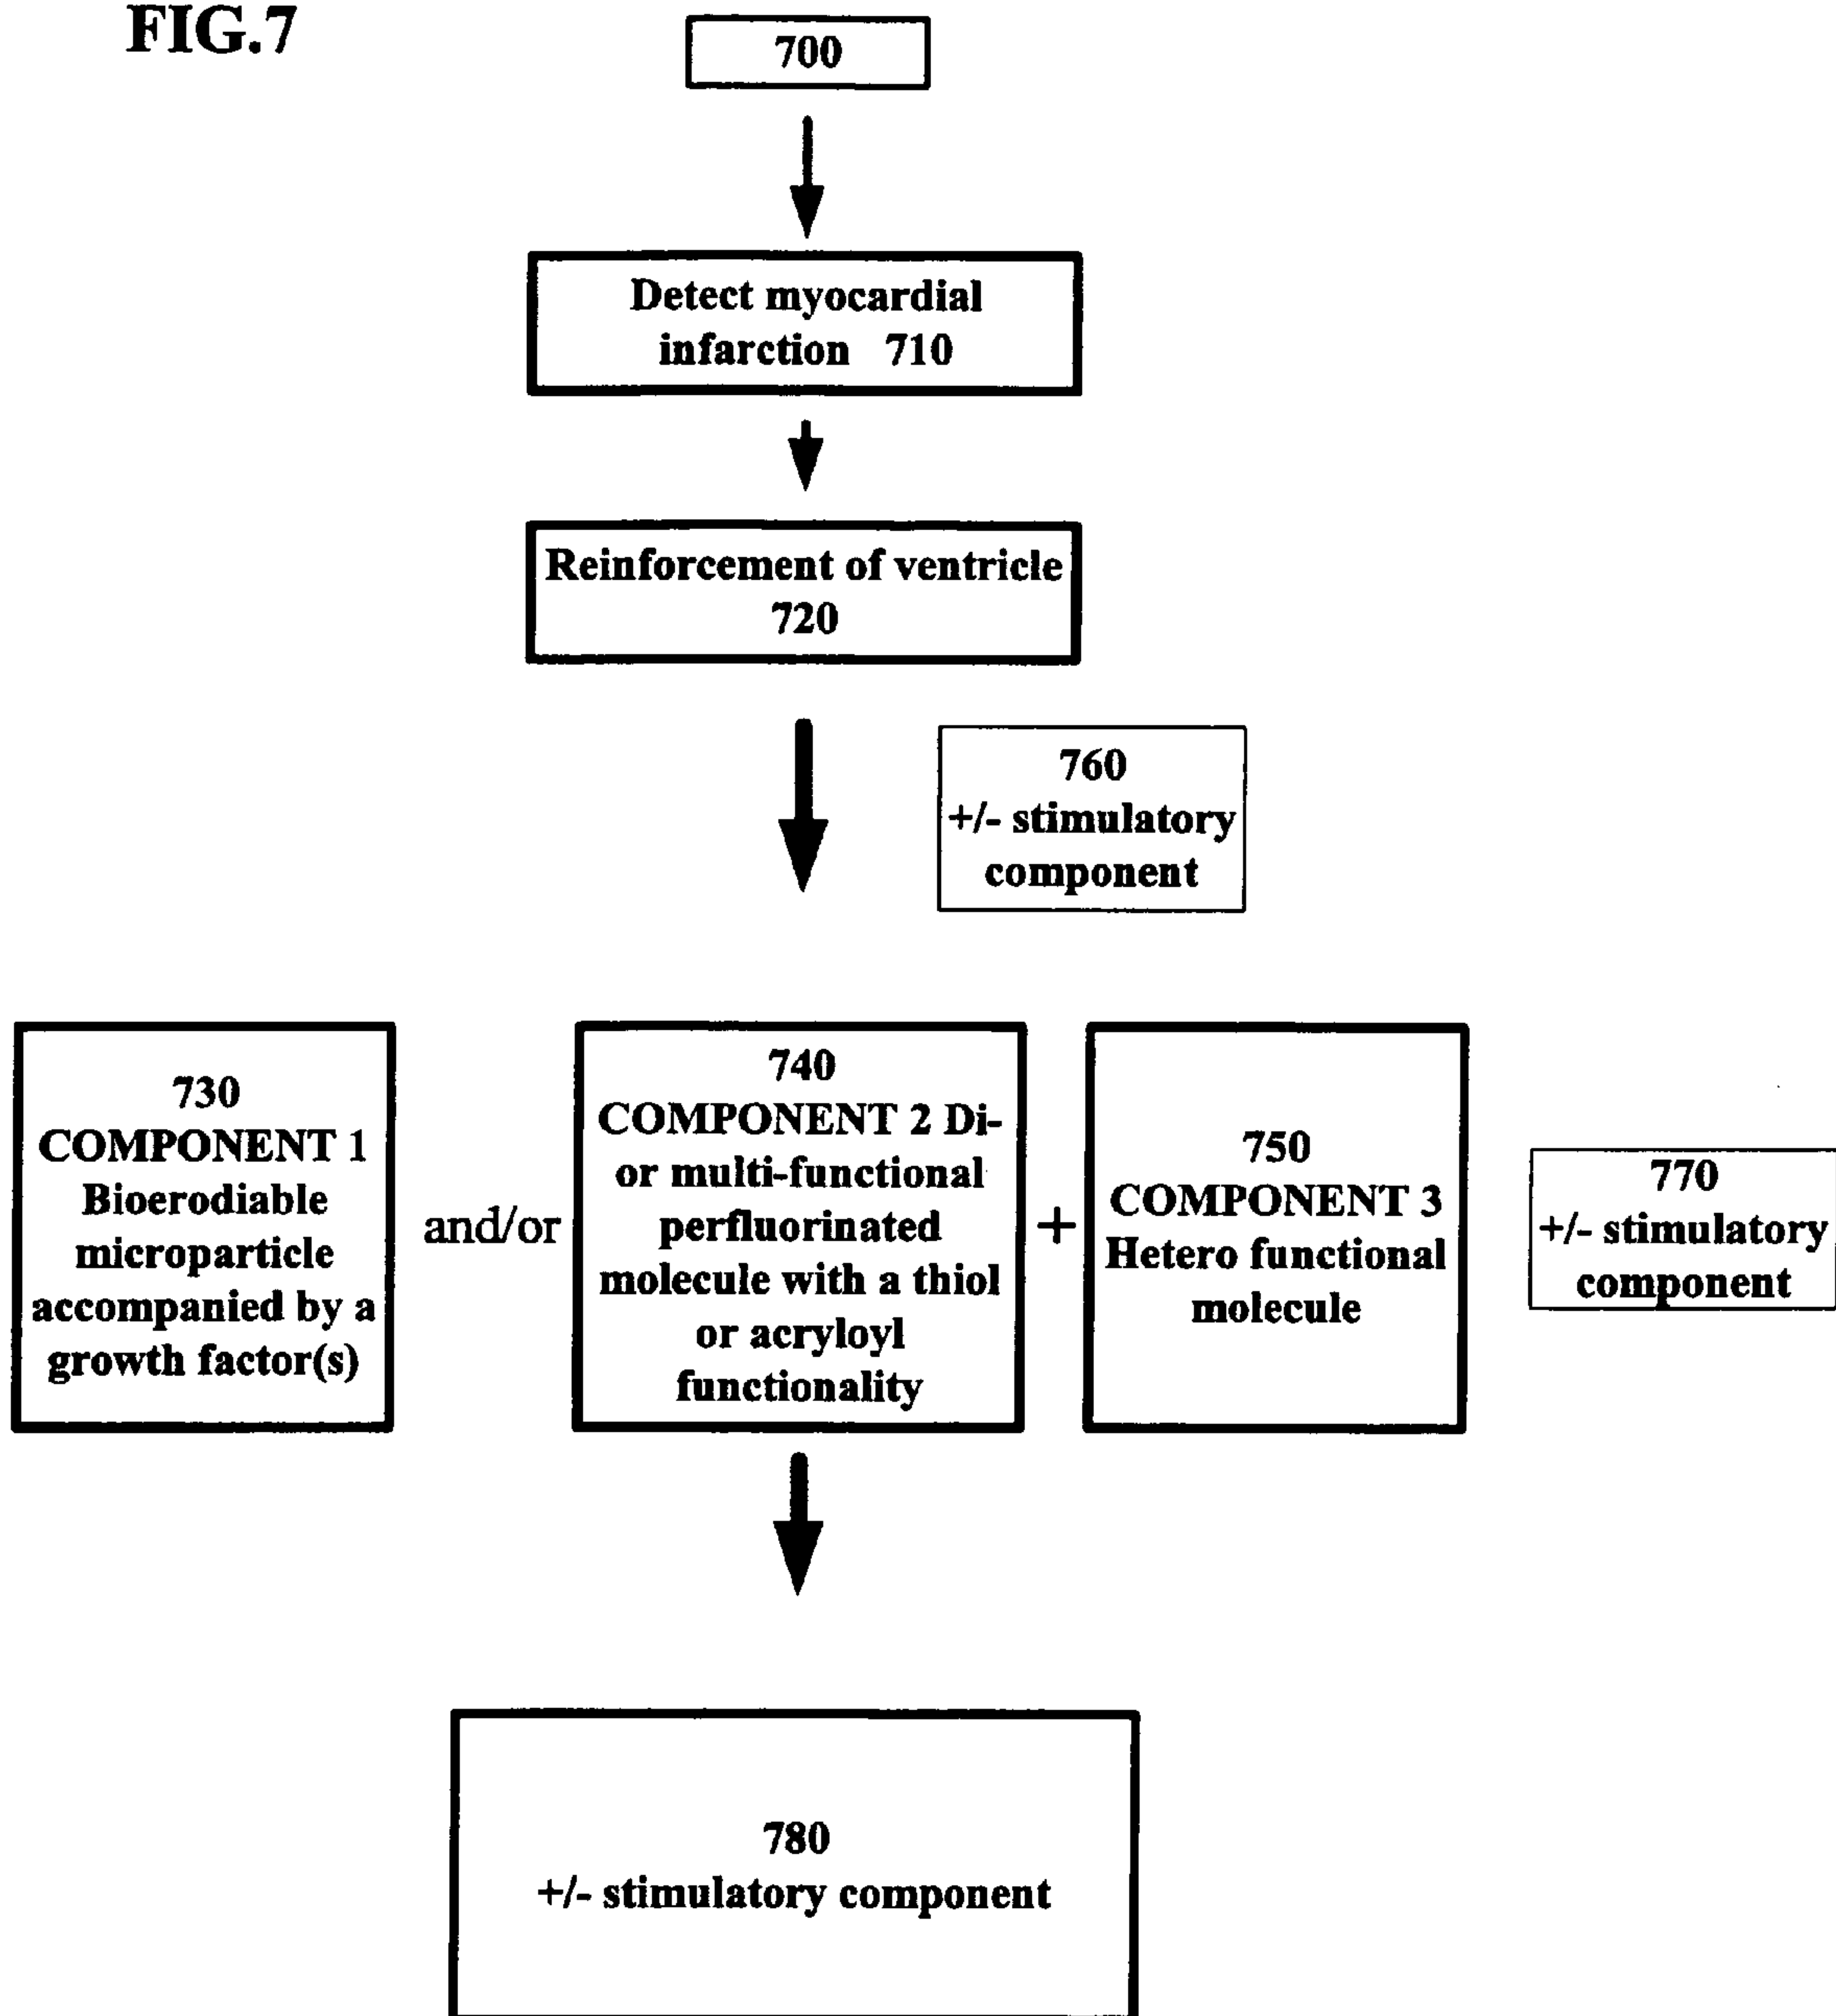 FIG.7
700
Detect myocardial
infarction 710
Reinforcement of ventricle
720
760
+/- stimulatory
component
730
COMPONENT 1
Bioerodiable
microparticle
accompanied by a
growth factor(s)
and/or
740
COMPONENT 2 Di-
or multi-functional
perfluorinated
molecule with a thiol
or acryloyl
functionality
+
750
COMPONENT 3
Hetero functional
molecule
770
+/- stimulatory
component
780
+/- stimulatory component